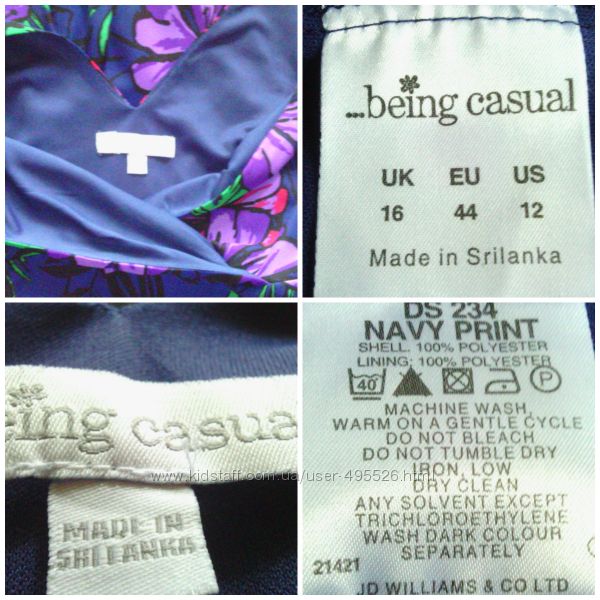 ...being casual
UK EU US
16 44 12
Made in Srilanka
being casual
MADE IN
SRI LANKA
www.kidstaff.com.ua/user-495526.html
DS 234
NAVY PRINT
SHELL: 100% POLYESTER
LINING: 100% POLYESTER
40 P
MACHINE WASH,
WARM ON A GENTLE CYCLE
DO NOT BLEACH
DO NOT TUMBLE DRY
IRON, LOW
DRY CLEAN
ANY SOLVENT EXCEPT
TRICHLOROETHYLENE
WASH DARK COLOUR
SEPARATELY
21421
JD WILLIAMS & CO LTD